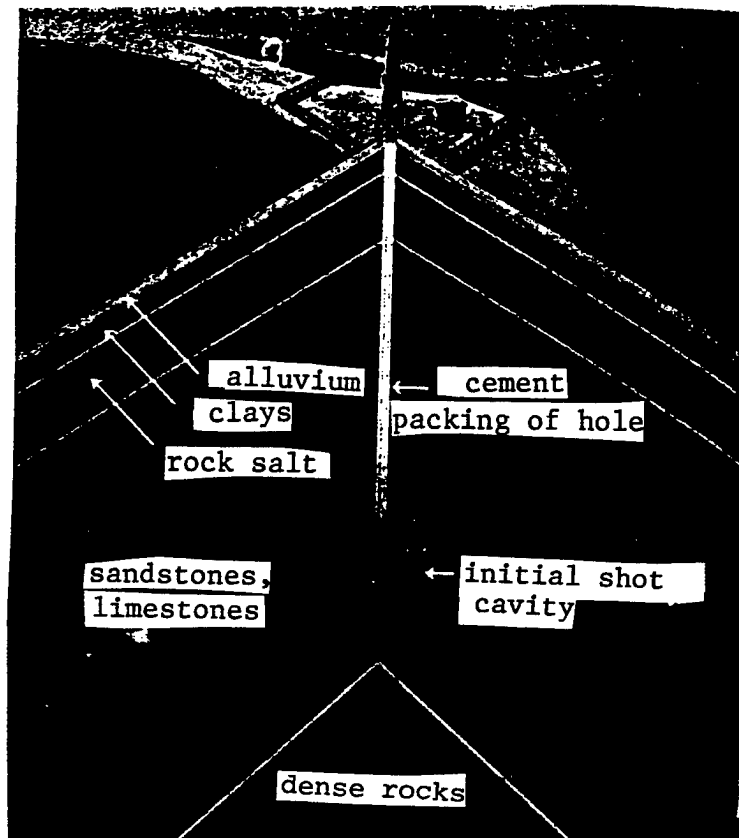 alluvium
clays
rock salt
cement
packing of hole
sandstones,
limestones
initial shot
cavity
dense rocks